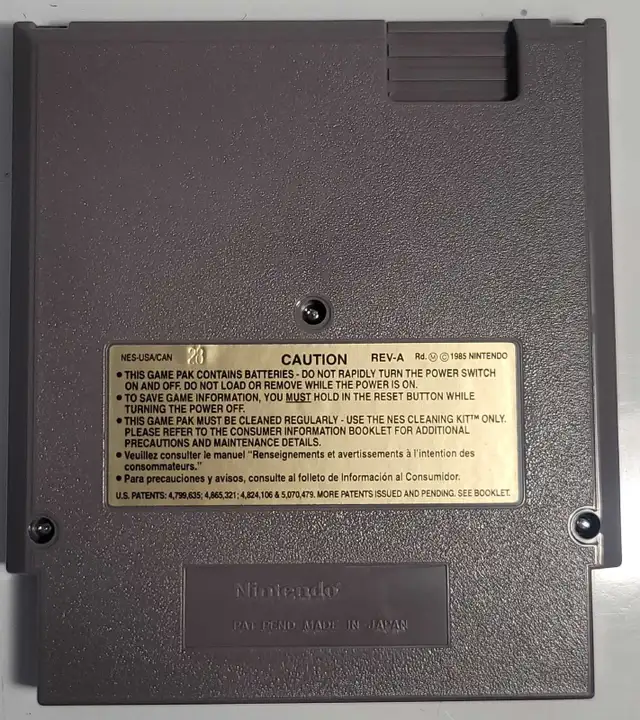 NES-USA/CAN 20 CAUTION REV-A Rd. Ⓜ © 1985 NINTENDO
• THIS GAME PAK CONTAINS BATTERIES - DO NOT RAPIDLY TURN THE POWER SWITCH
ON AND OFF. DO NOT LOAD OR REMOVE WHILE THE POWER IS ON.
• TO SAVE GAME INFORMATION, YOU MUST HOLD IN THE RESET BUTTON WHILE
TURNING THE POWER OFF.
• THIS GAME PAK MUST BE CLEANED REGULARLY - USE THE NES CLEANING KIT™ ONLY.
PLEASE REFER TO THE CONSUMER INFORMATION BOOKLET FOR ADDITIONAL
PRECAUTIONS AND MAINTENANCE DETAILS.
• Veuillez consulter le manuel "Renseignements et avertissements à l'intention des
consommateurs."
• Para precauciones y avisos, consulte al folleto de Información al Consumidor.
U.S. PATENTS: 4,799,635; 4,865,321; 4,824,106 & 5,070,479. MORE PATENTS ISSUED AND PENDING. SEE BOOKLET.
Nintendo®
PAT-PEND MADE IN JAPAN